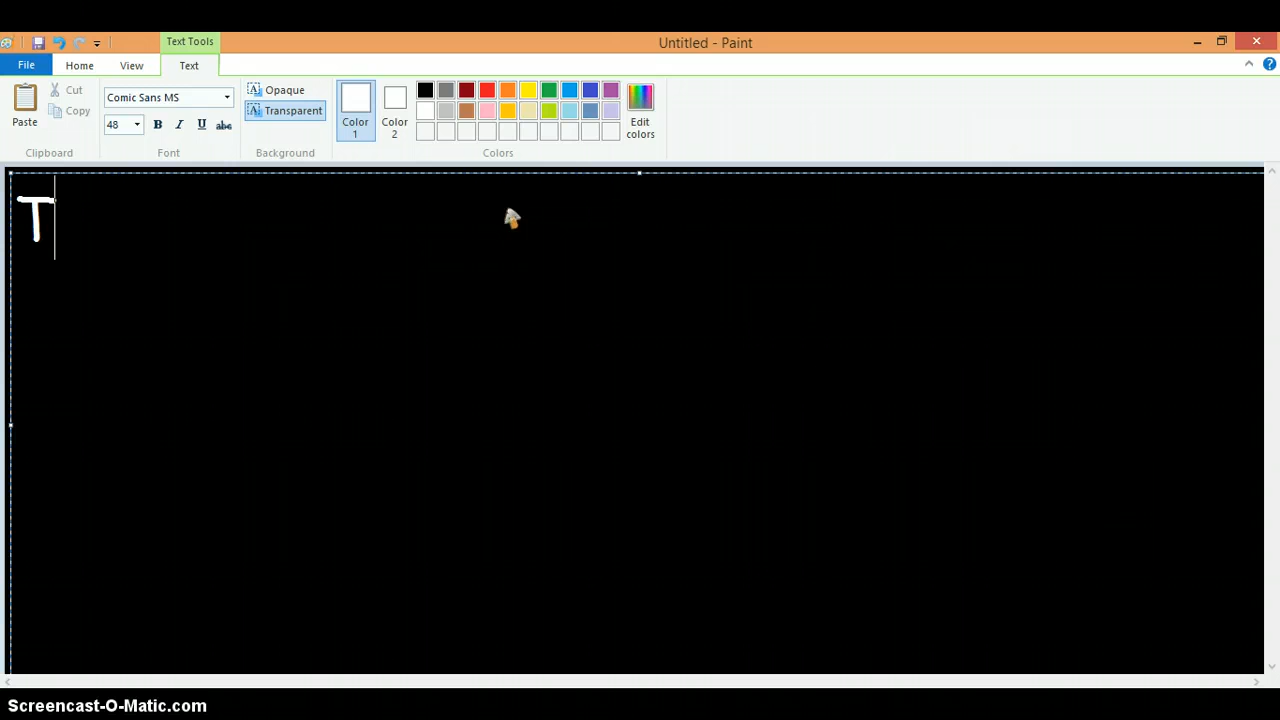 Text Tools
Untitled - Paint
File
Home
View
Text
Paste
Cut
Copy
Clipboard
Comic Sans MS
48
B I U abc
Font
Opaque
Transparent
Background
Color 1
Color 2
Edit colors
Colors
T
Screencast-O-Matic.com